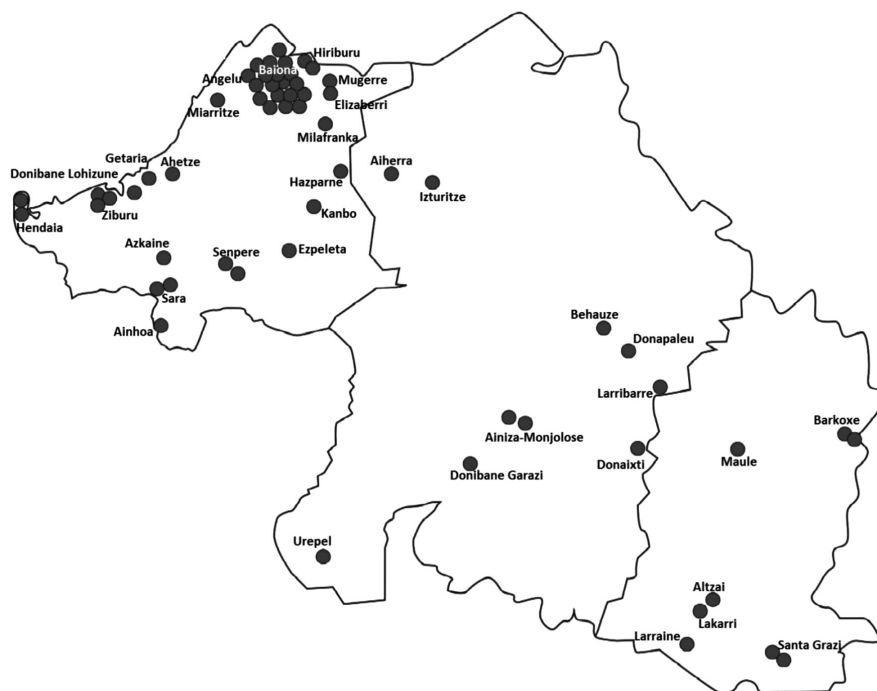 Hiriburu
Baiona
Angelu
Mugerre
Elizaberri
Miarritze
Milafranka
Getaria
Ahetze
Donibane Lohizune
Aiherra
Hazparne
Izturitze
Ziburu
Kanbo
Hendaia
Azkaine
Senpere
Ezpeleta
Sara
Ainhoa
Behauze
Donapaleu
Larribarre
Barkoxe
Ainiza-Monjolose
Donaixti
Maule
Donibane Garazi
Urepel
Altzai
Lakarri
Larraine
Santa Grazi